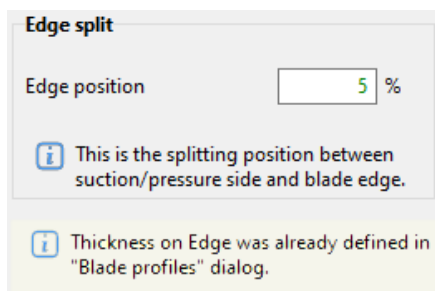 Edge split
Edge position 5 %
This is the splitting position between
suction/pressure side and blade edge.
Thickness on Edge was already defined in
"Blade profiles" dialog.